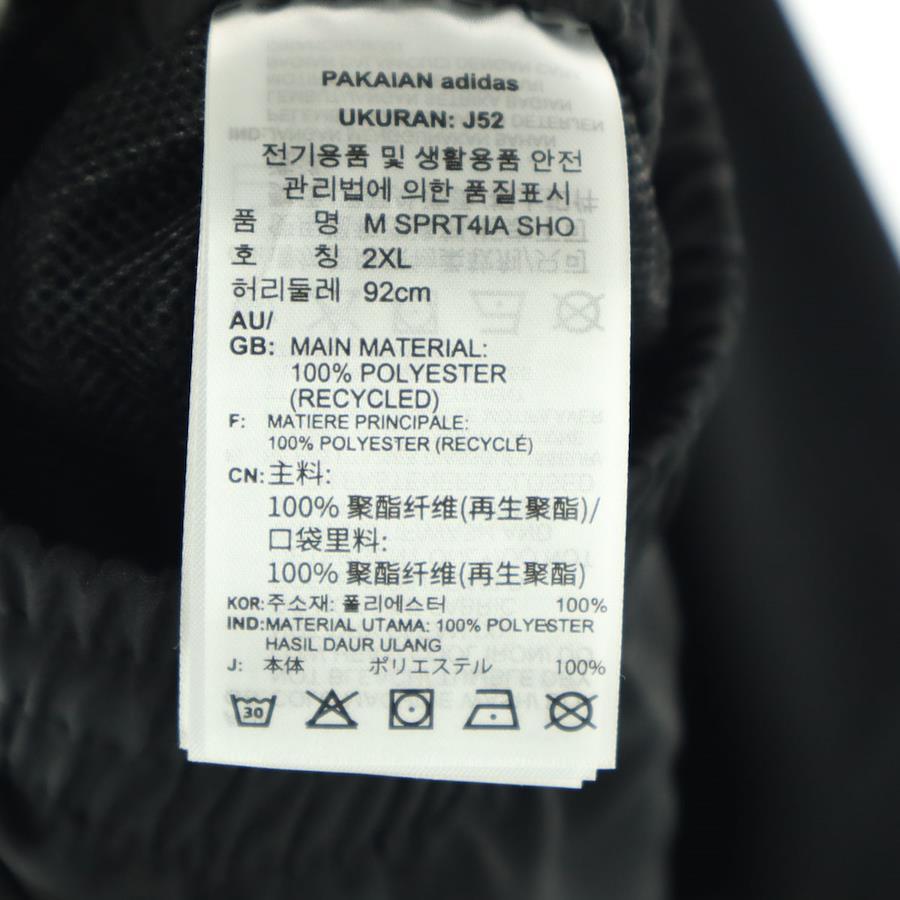 PAKAIAN adidas
UKURAN: J52
전기용품 및 생활용품 안전
관리법에 의한 품질표시
품 명 M SPRT4IA SHO
호 칭 2XL
허리둘레 92cm
AU/
GB: MAIN MATERIAL:
100% POLYESTER
(RECYCLED)
F: MATIERE PRINCIPALE:
100% POLYESTER (RECYCLÉ)
CN: 主料:
100% 聚酯纤维(再生聚酯)/
口袋里料:
100% 聚酯纤维(再生聚酯)
KOR: 주소재: 폴리에스터 100%
IND: MATERIAL UTAMA: 100% POLYESTER
HASIL DAUR ULANG
J: 本体 ポリエステル 100%
30